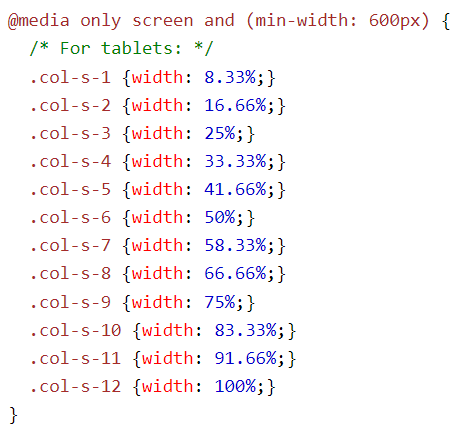 @media only screen and (min-width: 600px) {
  /* For tablets: */
  .col-s-1 {width: 8.33%;}
  .col-s-2 {width: 16.66%;}
  .col-s-3 {width: 25%;}
  .col-s-4 {width: 33.33%;}
  .col-s-5 {width: 41.66%;}
  .col-s-6 {width: 50%;}
  .col-s-7 {width: 58.33%;}
  .col-s-8 {width: 66.66%;}
  .col-s-9 {width: 75%;}
  .col-s-10 {width: 83.33%;}
  .col-s-11 {width: 91.66%;}
  .col-s-12 {width: 100%;}
}